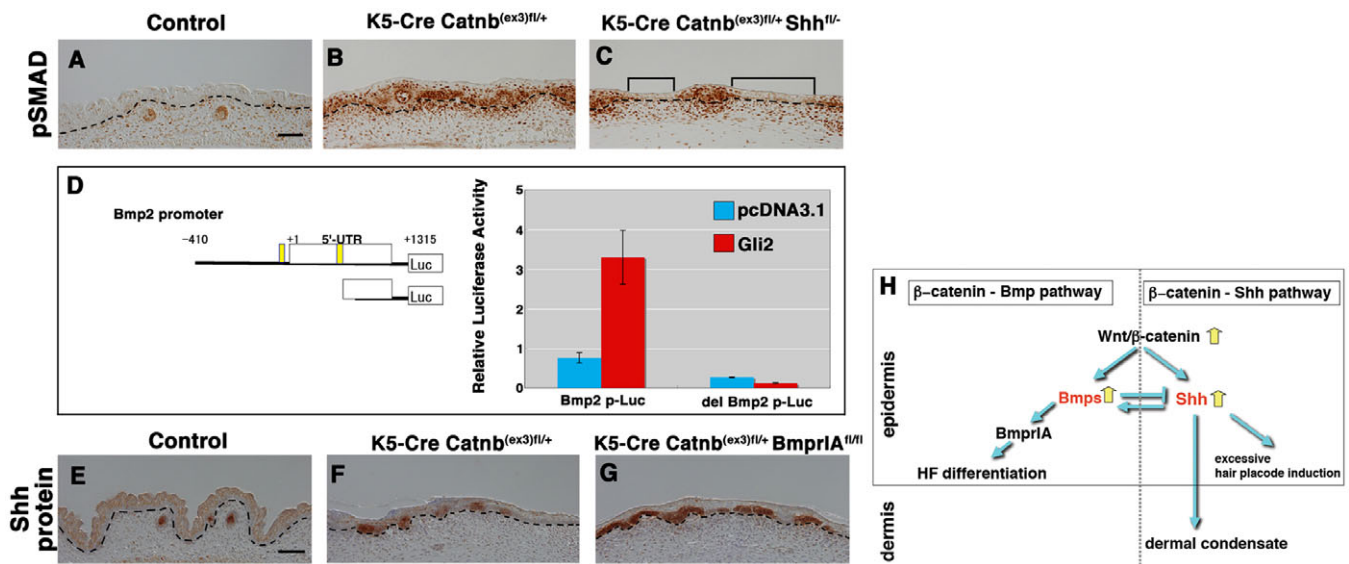 Control
K5-Cre Catnb(ex3)fl/+
K5-Cre Catnb(ex3)fl/+ Shhfl/-
pSMAD
A
B
C
D
Bmp2 promoter
−410
+1
5'-UTR
+1315
Luc
Luc
Relative Luciferase Activity
5
4
3
2
1
0
pcDNA3.1
Gli2
Bmp2 p-Luc
del Bmp2 p-Luc
Control
K5-Cre Catnb(ex3)fl/+
K5-Cre Catnb(ex3)fl/+ BmprIAfl/fl
Shh
protein
E
F
G
H
β−catenin - Bmp pathway
β−catenin - Shh pathway
epidermis
Wnt/β-catenin
Bmps
Shh
BmprIA
HF differentiation
excessive
hair placode induction
dermis
dermal condensate